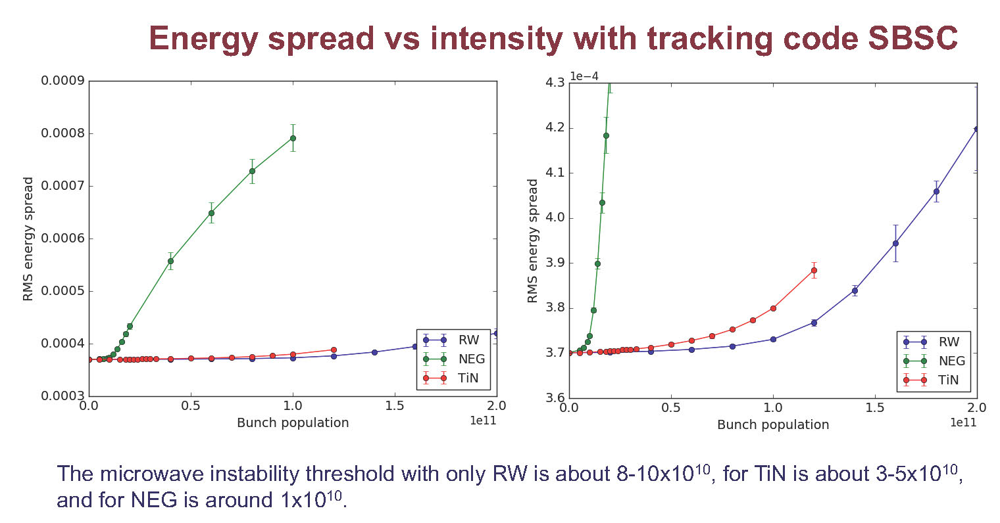 Energy spread vs intensity with tracking code SBSC
0.0009
0.0008
0.0007
0.0006
0.0005
0.0004
0.0003
RMS energy spread
0.0
0.5
1.0
1.5
2.0
1e11
Bunch population
RW
NEG
TiN
1e−4
4.3
4.2
4.1
4.0
3.9
3.8
3.7
3.6
RMS energy spread
0.0
0.5
1.0
1.5
2.0
1e11
Bunch population
RW
NEG
TiN
The microwave instability threshold with only RW is about 8-10x10¹⁰, for TiN is about 3-5x10¹⁰,
and for NEG is around 1x10¹⁰.